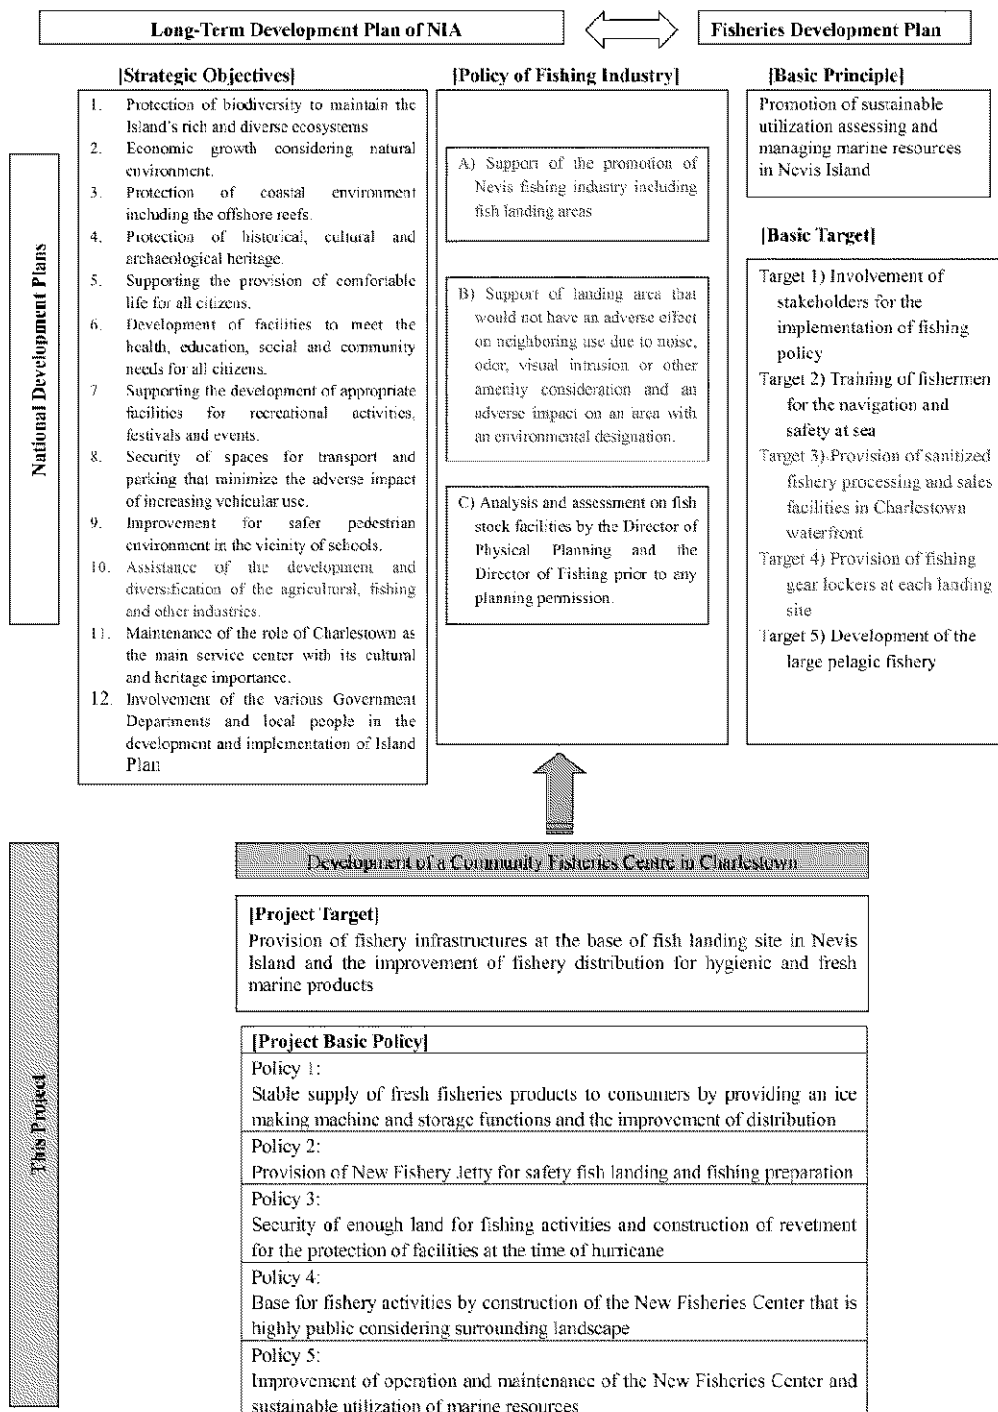 Long-Term Development Plan of NIA
Fisheries Development Plan
National Development Plans
[Strategic Objectives]
1. Protection of biodiversity to maintain the
Island's rich and diverse ecosystems
2. Economic growth considering natural
environment.
3. Protection of coastal environment
including the offshore reefs.
4. Protection of historical, cultural and
archaeological heritage.
5. Supporting the provision of comfortable
life for all citizens.
6. Development of facilities to meet the
health, education, social and community
needs for all citizens.
7 Supporting the development of appropriate
facilities for recreational activities,
festivals and events.
8. Security of spaces for transport and
parking that minimize the adverse impact
of increasing vehicular use.
9. Improvement for safer pedestrian
environment in the vicinity of schools.
10. Assistance of the development and
diversification of the agricultural, fishing
and other industries.
11. Maintenance of the role of Charlestown as
the main service center with its cultural
and heritage importance.
12. Involvement of the various Government
Departments and local people in the
development and implementation of Island
Plan
[Policy of Fishing Industry]
A) Support of the promotion of
Nevis fishing industry including
fish landing areas
B) Support of landing area that
would not have an adverse effect
on neighboring use due to noise,
odor, visual intrusion or other
amenity consideration and an
adverse impact on an area with
an environmental designation.
C) Analysis and assessment on fish
stock facilities by the Director of
Physical Planning and the
Director of Fishing prior to any
planning permission.
[Basic Principle]
Promotion of sustainable
utilization assessing and
managing marine resources
in Nevis Island
[Basic Target]
Target 1) Involvement of
stakeholders for the
implementation of fishing
policy
Target 2) Training of fishermen
for the navigation and
safety at sea
Target 3) Provision of sanitized
fishery processing and sales
facilities in Charlestown
waterfront
Target 4) Provision of fishing
gear lockers at each landing
site
Target 5) Development of the
large pelagic fishery
This Project
Development of a Community Fisheries Centre in Charlestown
[Project Target]
Provision of fishery infrastructures at the base of fish landing site in Nevis
Island and the improvement of fishery distribution for hygienic and fresh
marine products
[Project Basic Policy]
Policy 1:
Stable supply of fresh fisheries products to consumers by providing an ice
making machine and storage functions and the improvement of distribution
Policy 2:
Provision of New Fishery Jetty for safety fish landing and fishing preparation
Policy 3:
Security of enough land for fishing activities and construction of revetment
for the protection of facilities at the time of hurricane
Policy 4:
Base for fishery activities by construction of the New Fisheries Center that is
highly public considering surrounding landscape
Policy 5:
Improvement of operation and maintenance of the New Fisheries Center and
sustainable utilization of marine resources